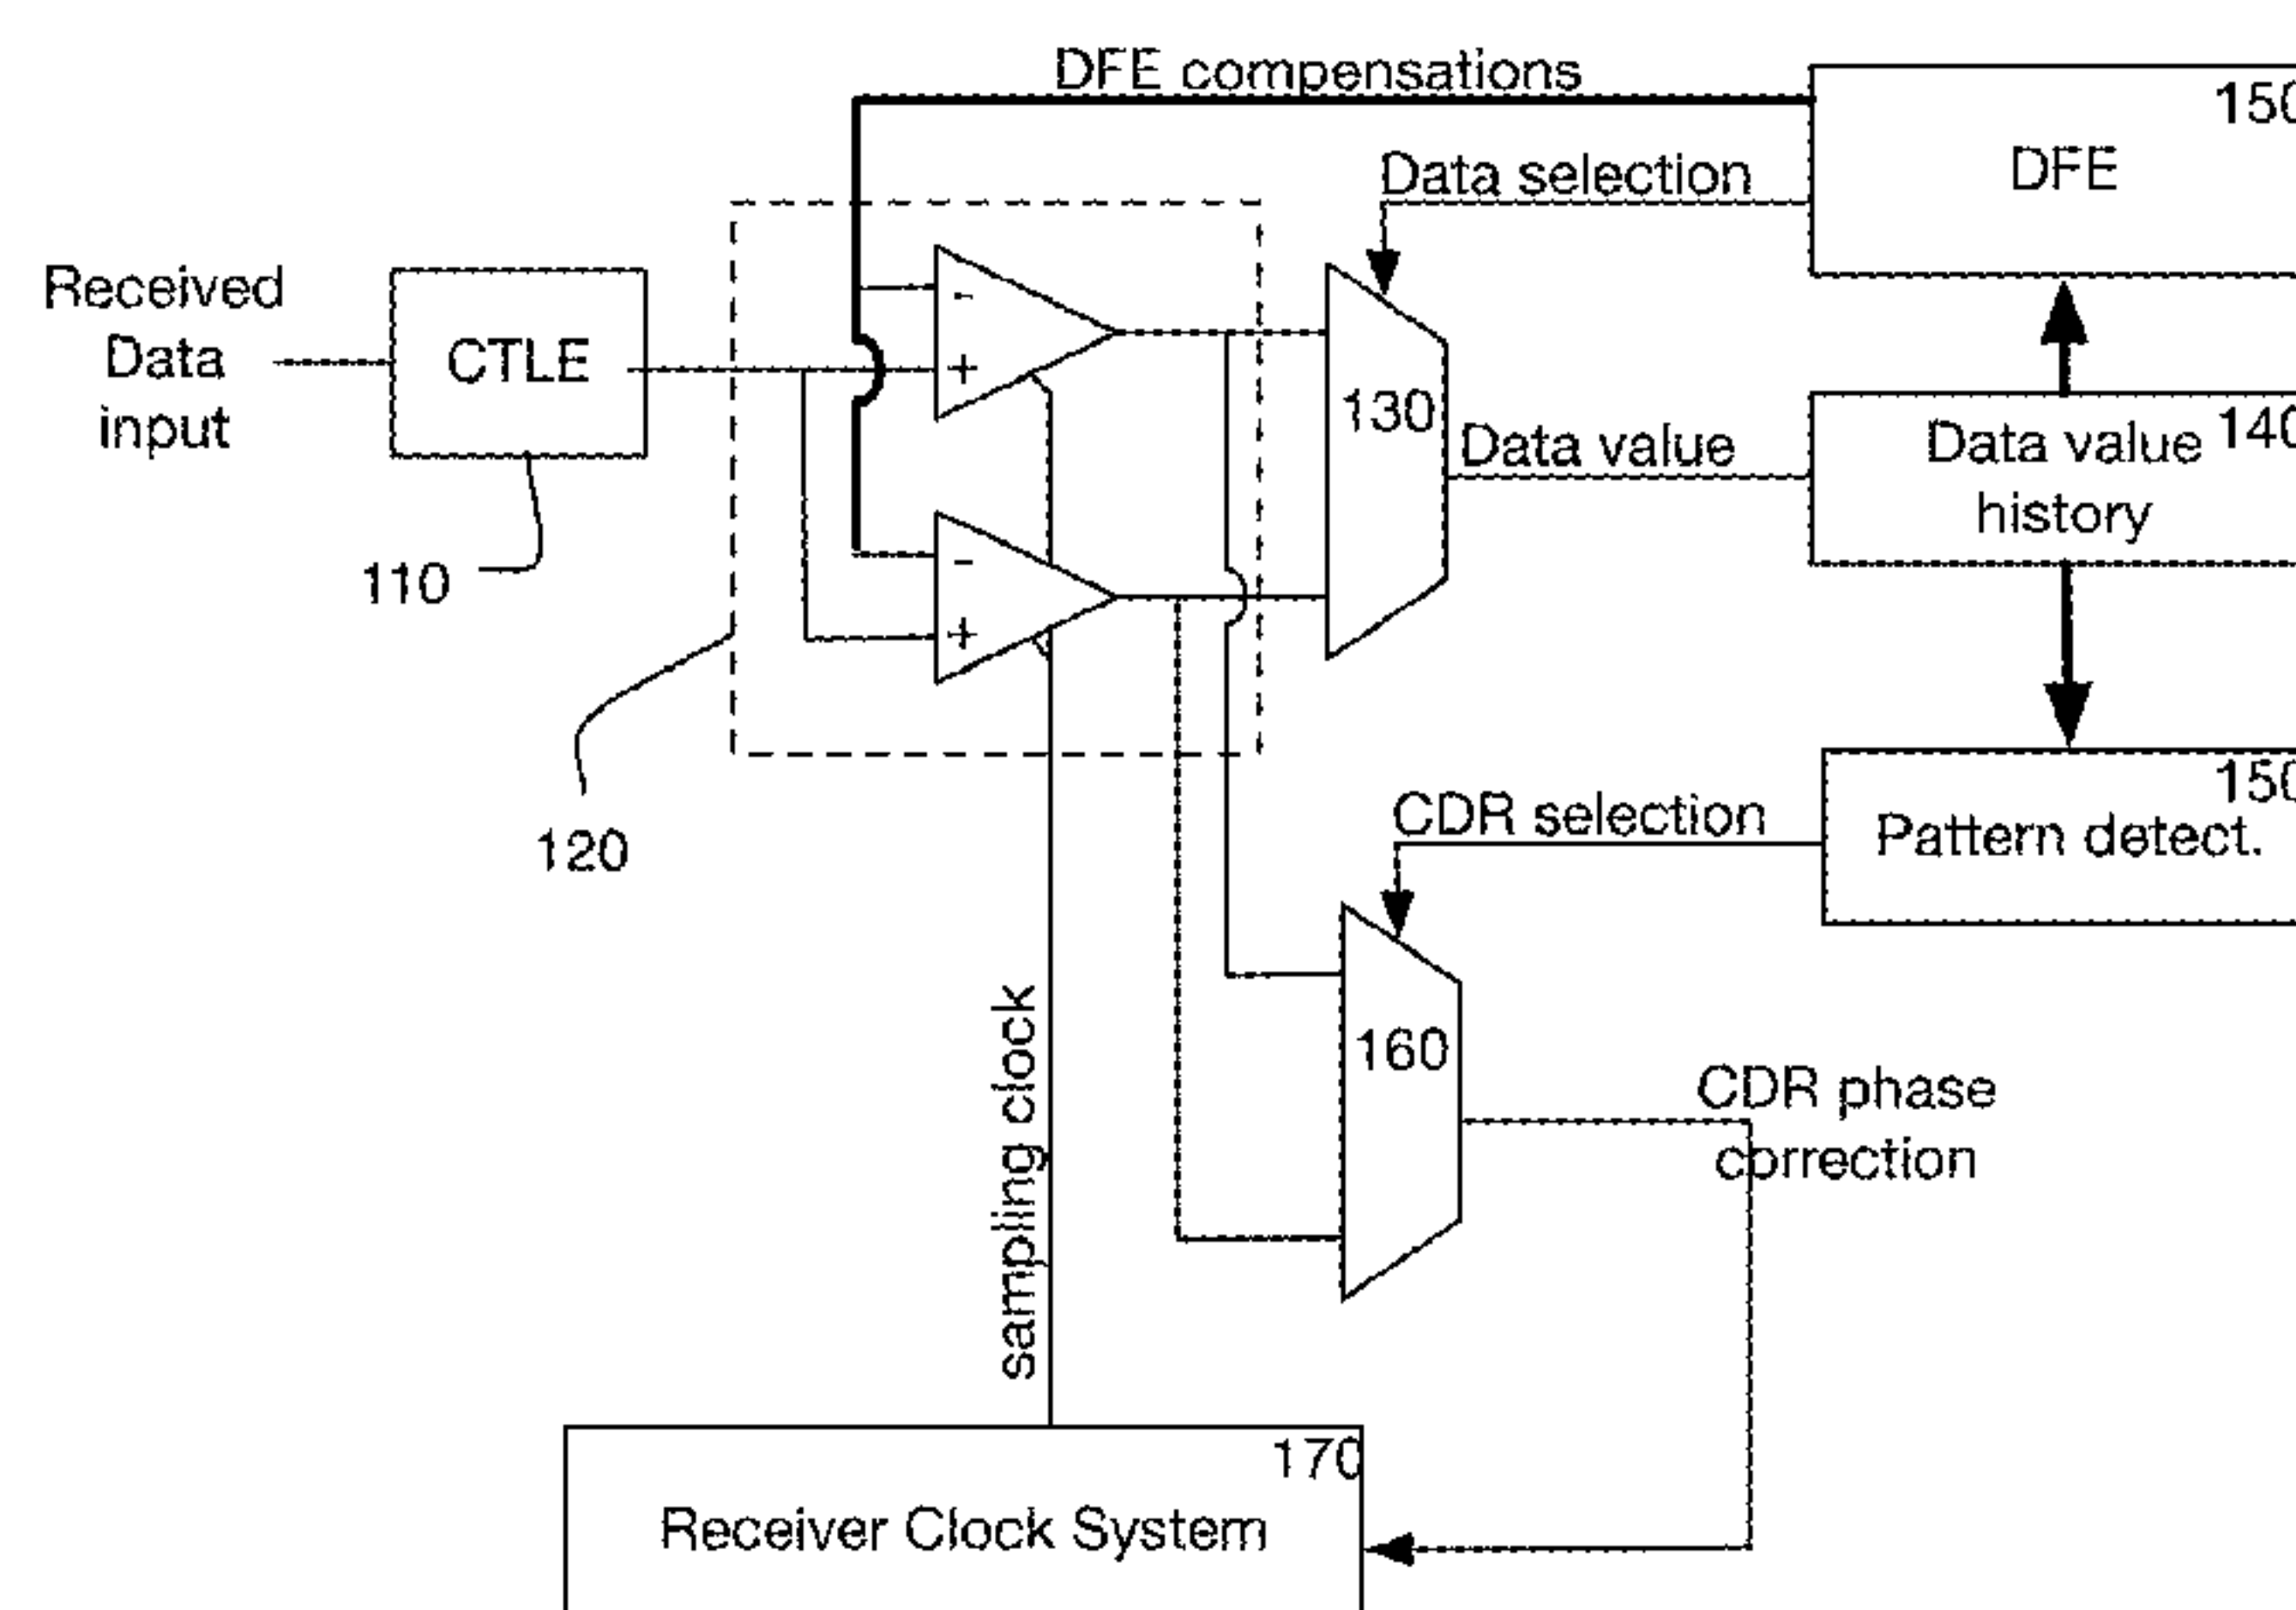 DFE compensations
150
DFE
Data selection
Received
Data
input
CTLE
130
Data value
Data value 140
history
110
120
CDR selection
150
Pattern detect.
160
sampling clock
CDR phase
correction
170
Receiver Clock System